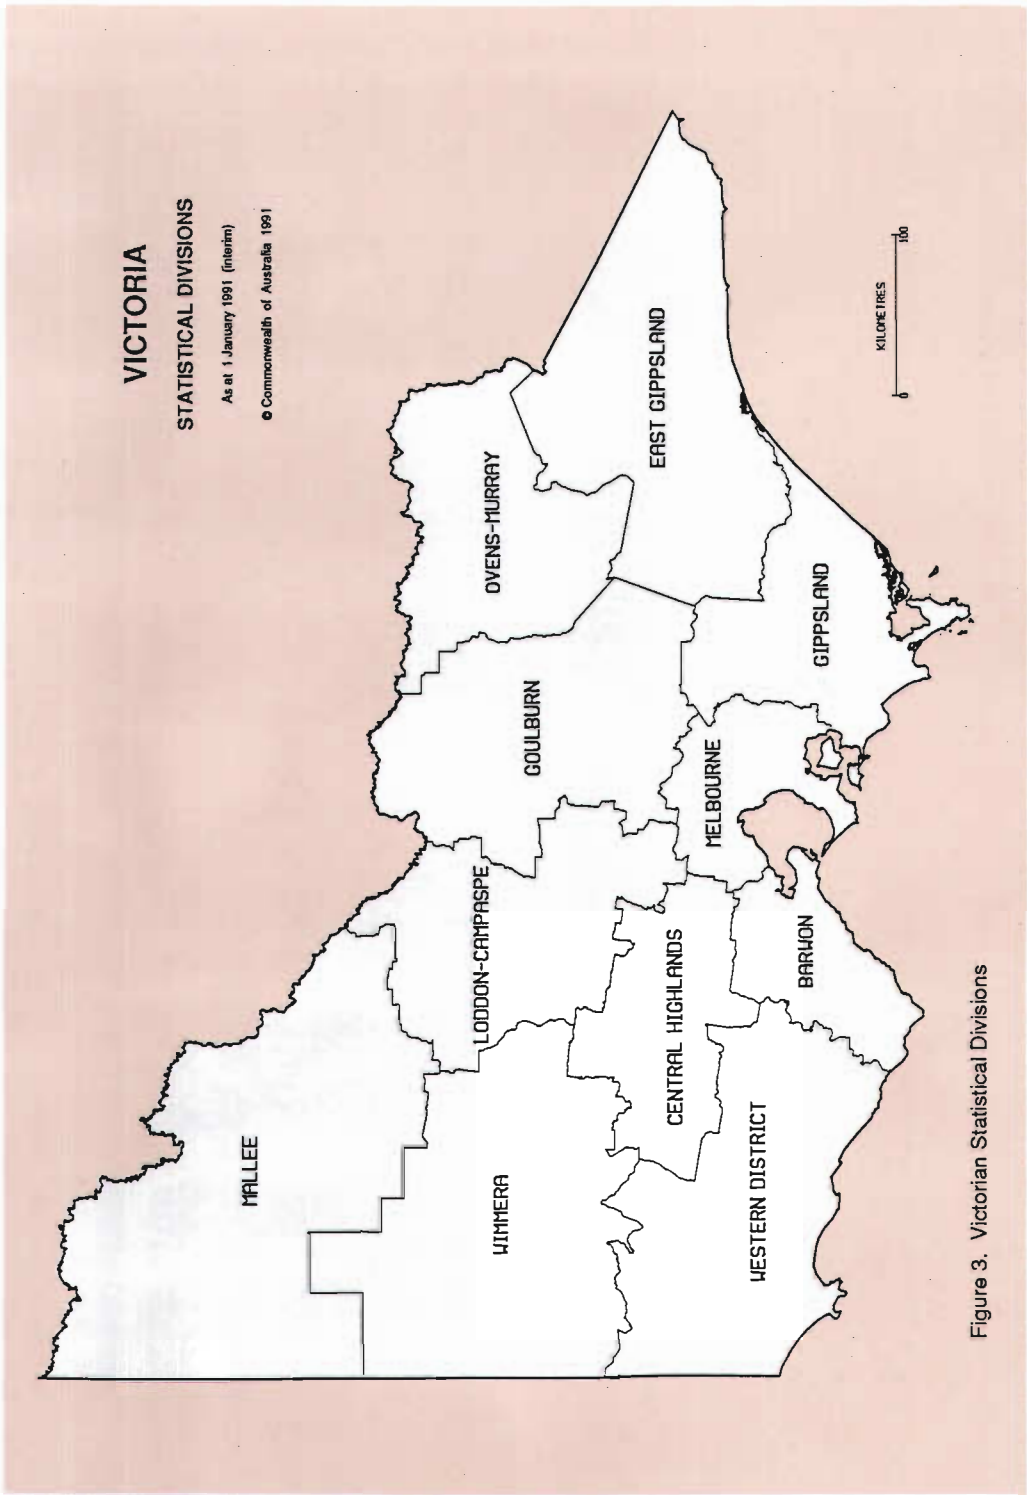 VICTORIA
STATISTICAL DIVISIONS
As at 1 January 1991 (interim)
© Commonwealth of Australia 1991
MALLEE
WIMMERA
LODDON-CAMPASPE
GOULBURN
OVENS-MURRAY
EAST GIPPSLAND
CENTRAL HIGHLANDS
MELBOURNE
WESTERN DISTRICT
BARWON
GIPPSLAND
KILOMETRES
0 100
Figure 3. Victorian Statistical Divisions